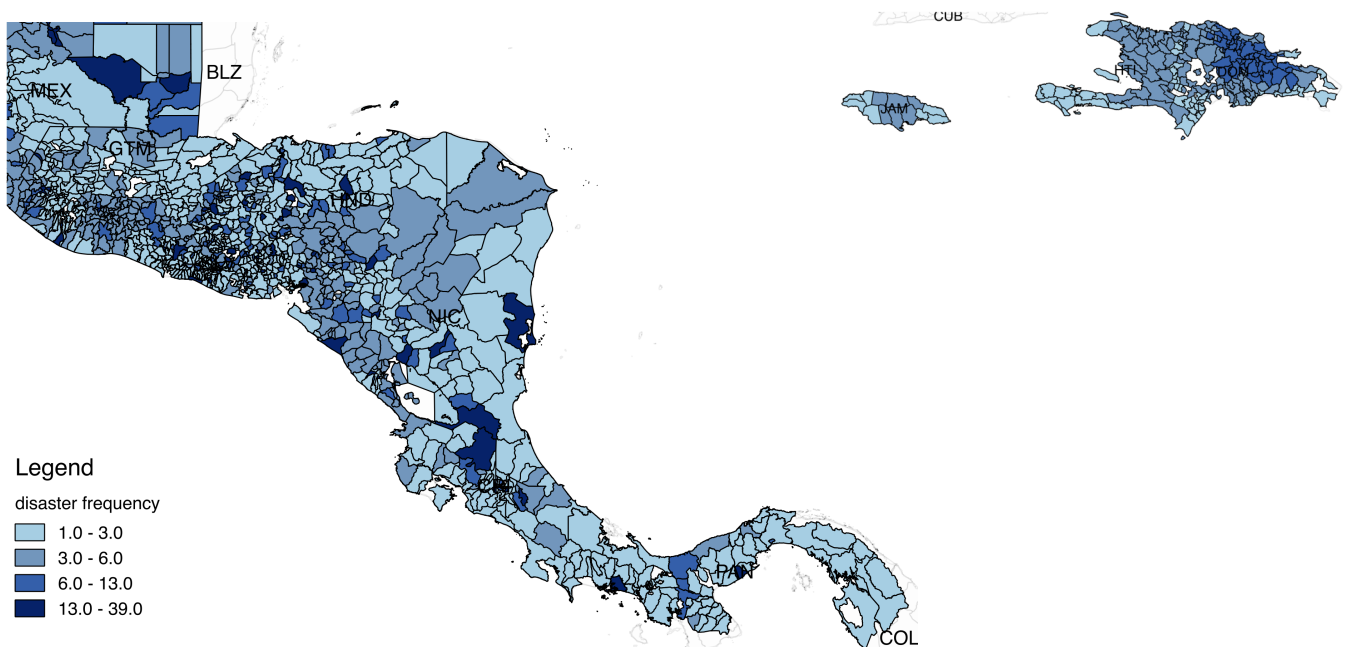 CUB
BLZ
MEX
HTI
DOM
JAM
GTM
HND
NIC
Legend
CRI
disaster frequency
1.0 - 3.0
3.0 - 6.0
PAN
6.0 - 13.0
13.0 - 39.0
COL